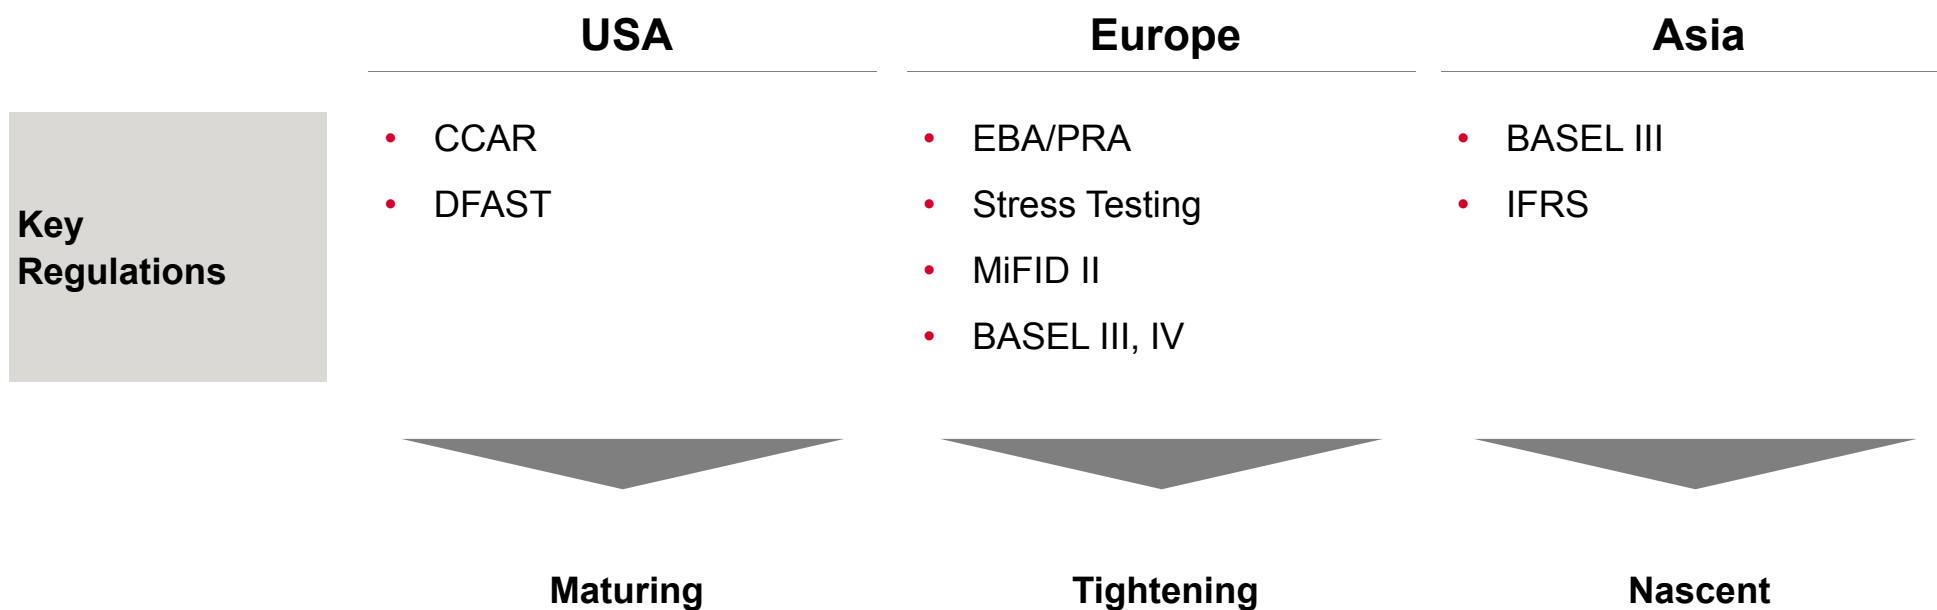 USA
Europe
Asia
Key
Regulations
• CCAR
• DFAST
• EBA/PRA
• Stress Testing
• MiFID II
• BASEL III, IV
• BASEL III
• IFRS
Maturing
Tightening
Nascent